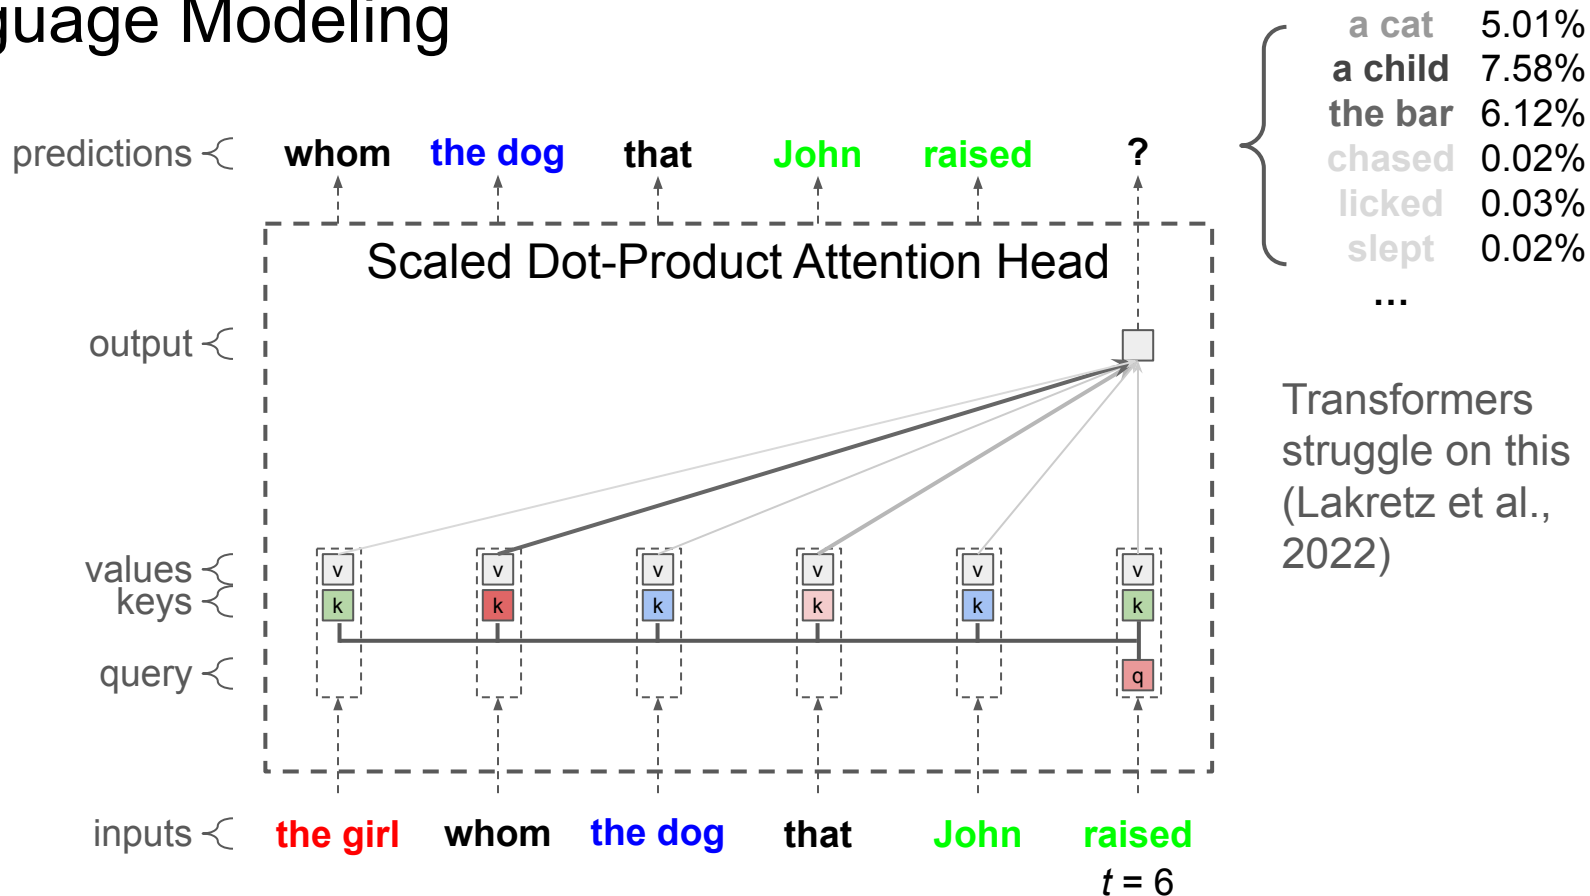 guage Modeling
a cat 5.01%
a child 7.58%
the bar 6.12%
chased 0.02%
licked 0.03%
slept 0.02%
...
predictions whom the dog that John raised ?
Scaled Dot-Product Attention Head
output
Transformers
struggle on this
(Lakretz et al.,
2022)
values v v v v v v
keys k k k k k k
query q
inputs the girl whom the dog that John raised
t = 6